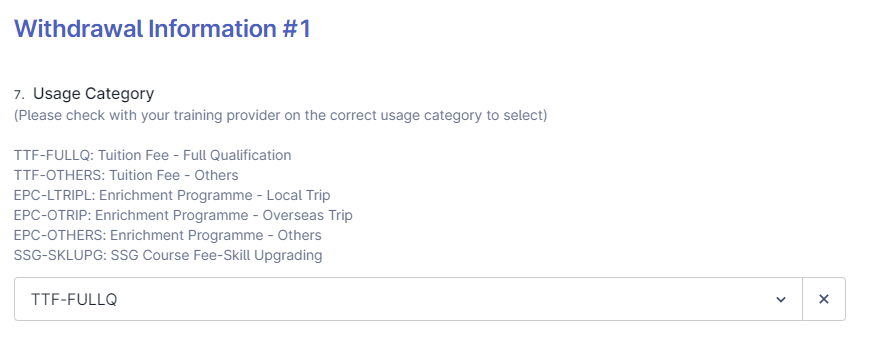 Withdrawal Information #1
7. Usage Category
(Please check with your training provider on the correct usage category to select)
TTF-FULLQ: Tuition Fee - Full Qualification
TTF-OTHERS: Tuition Fee - Others
EPC-LTRIPL: Enrichment Programme - Local Trip
EPC-OTRIP: Enrichment Programme - Overseas Trip
EPC-OTHERS: Enrichment Programme - Others
SSG-SKLUPG: SSG Course Fee-Skill Upgrading
TTF-FULLQ